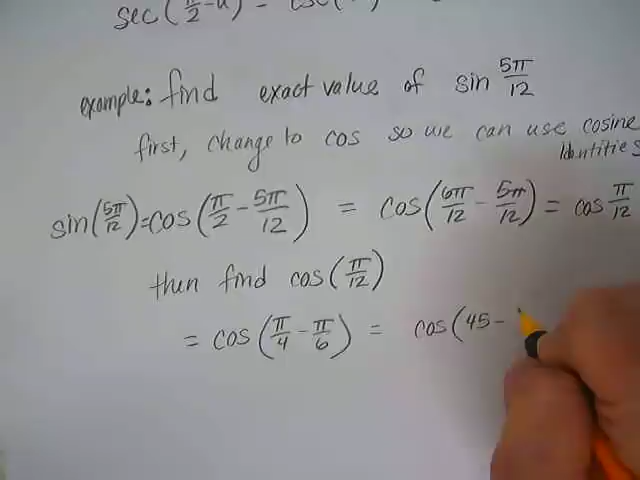 sec(π/2-u) =
example: find exact value of sin 5π/12
first, change to cos so we can use cosine Identities
sin(5π/12)=cos(π/2 - 5π/12) = cos(6π/12 - 5π/12) = cos π/12
then find cos(π/12)
= cos(π/4 - π/6) = cos(45 -